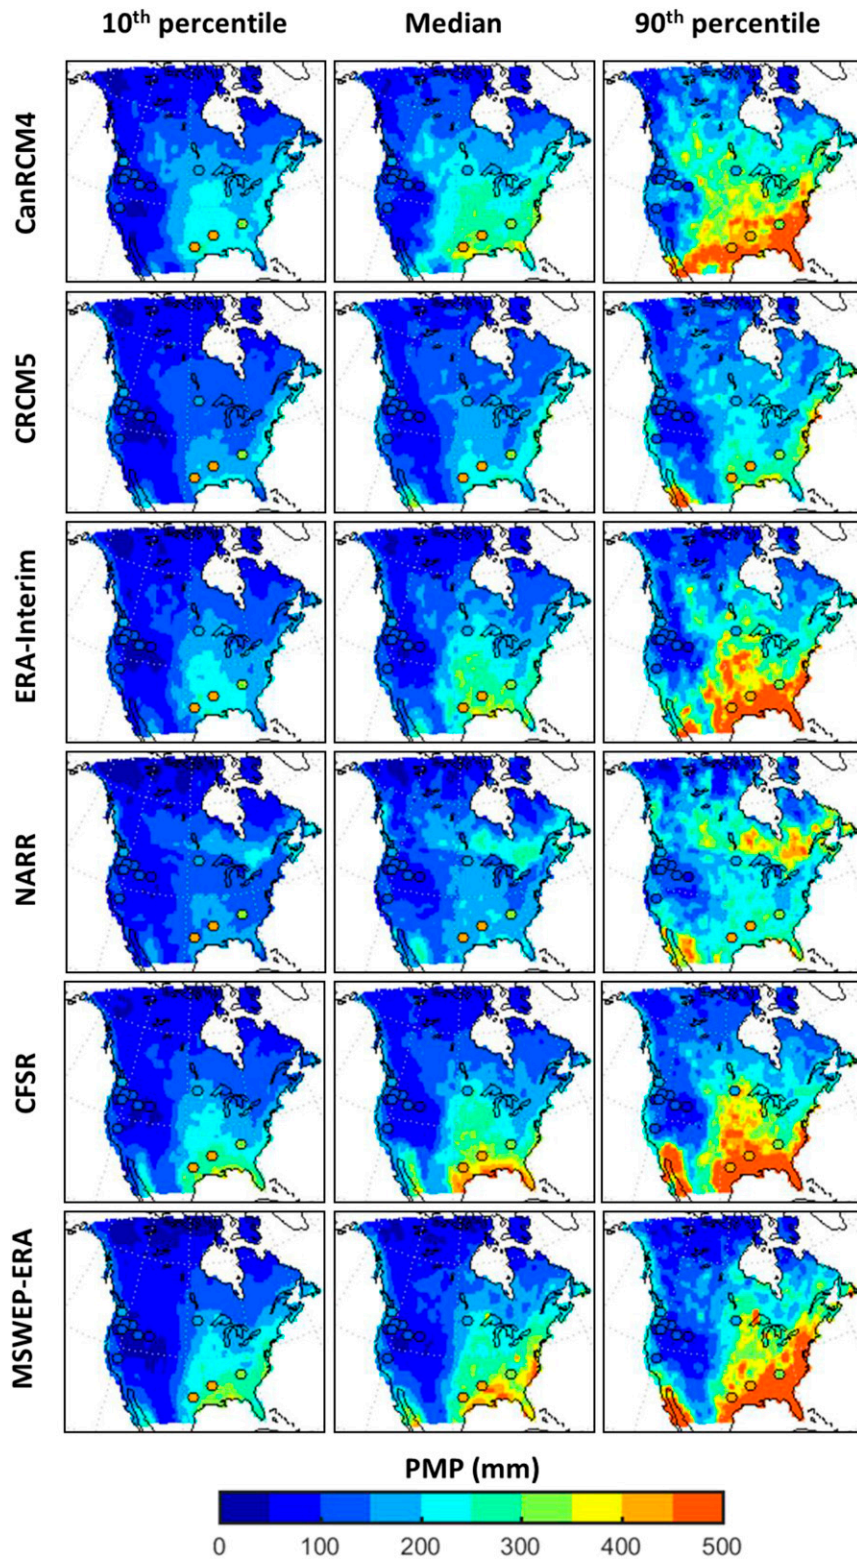 10th percentile Median 90th percentile
CanRCM4
CRCM5
ERA-Interim
NARR
CFSR
MSWEP-ERA
PMP (mm)
0 100 200 300 400 500